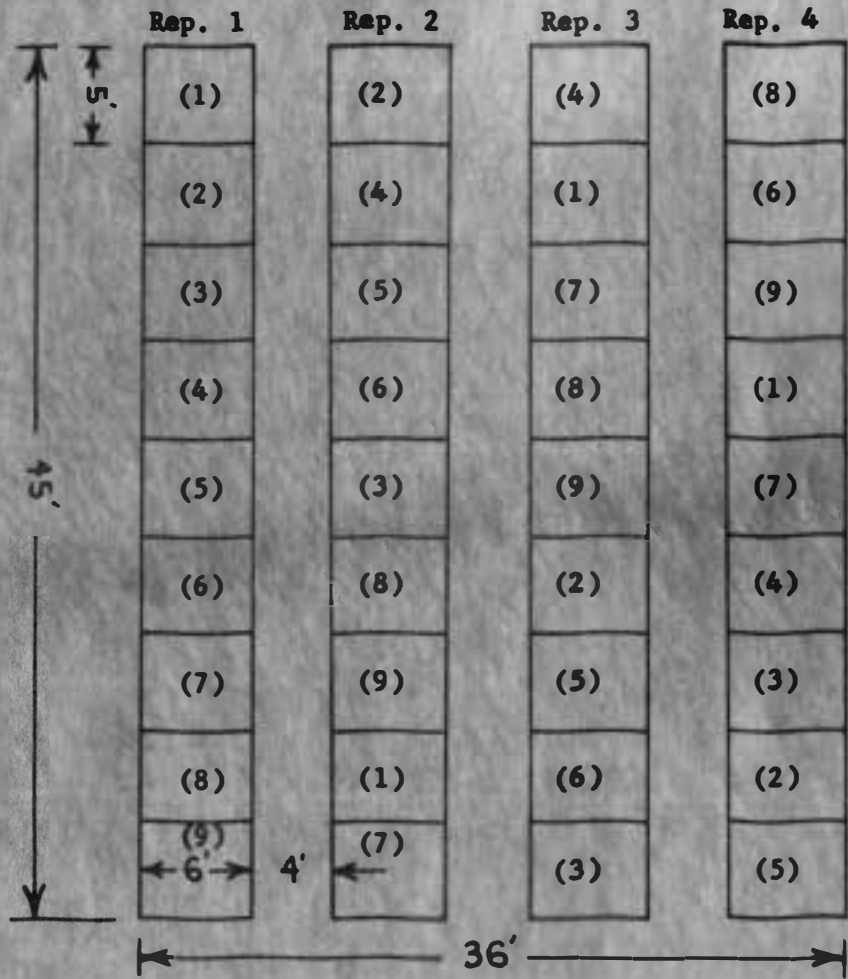 Rep. 1 Rep. 2 Rep. 3 Rep. 4
5'
(1) (2) (4) (8)
(2) (4) (1) (6)
(3) (5) (7) (9)
(4) (6) (8) (1)
45'
(5) (3) (9) (7)
(6) (8) (2) (4)
(7) (9) (5) (3)
(8) (1) (6) (2)
(9) (7) (3) (5)
6' 4'
36'